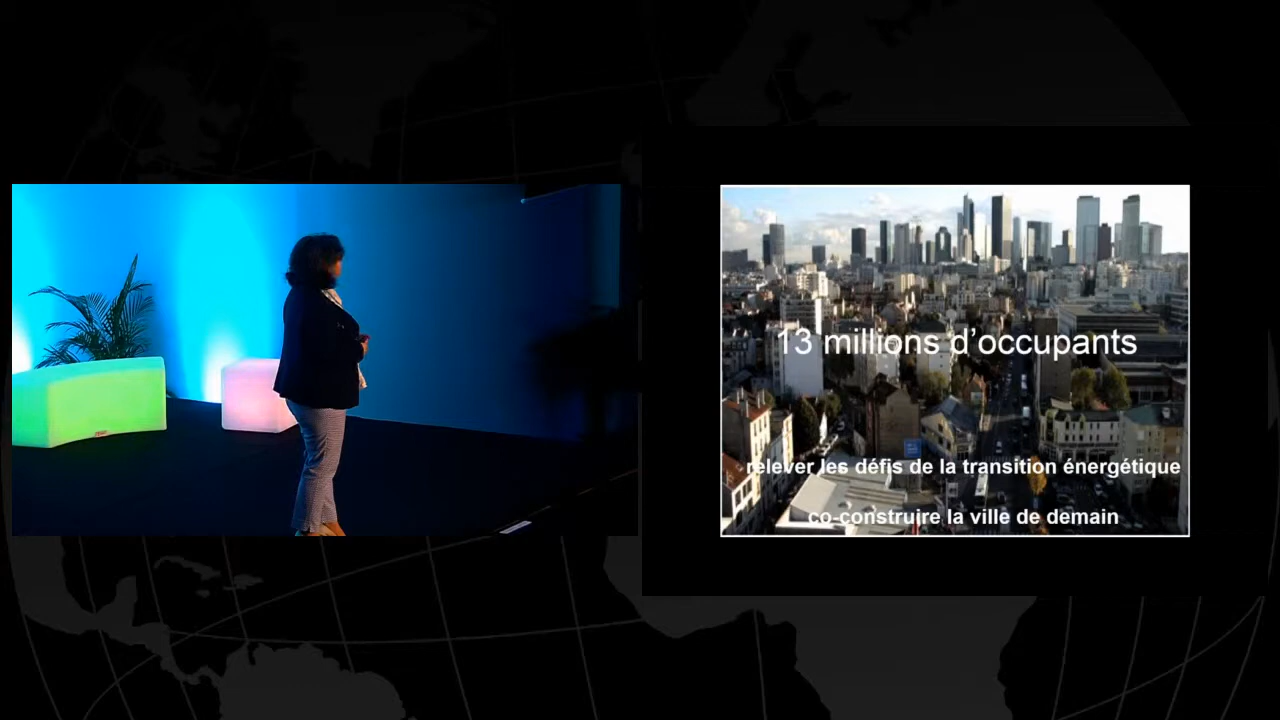 13 millions d’occupants
relever les défis de la transition énergétique
co-construire la ville de demain